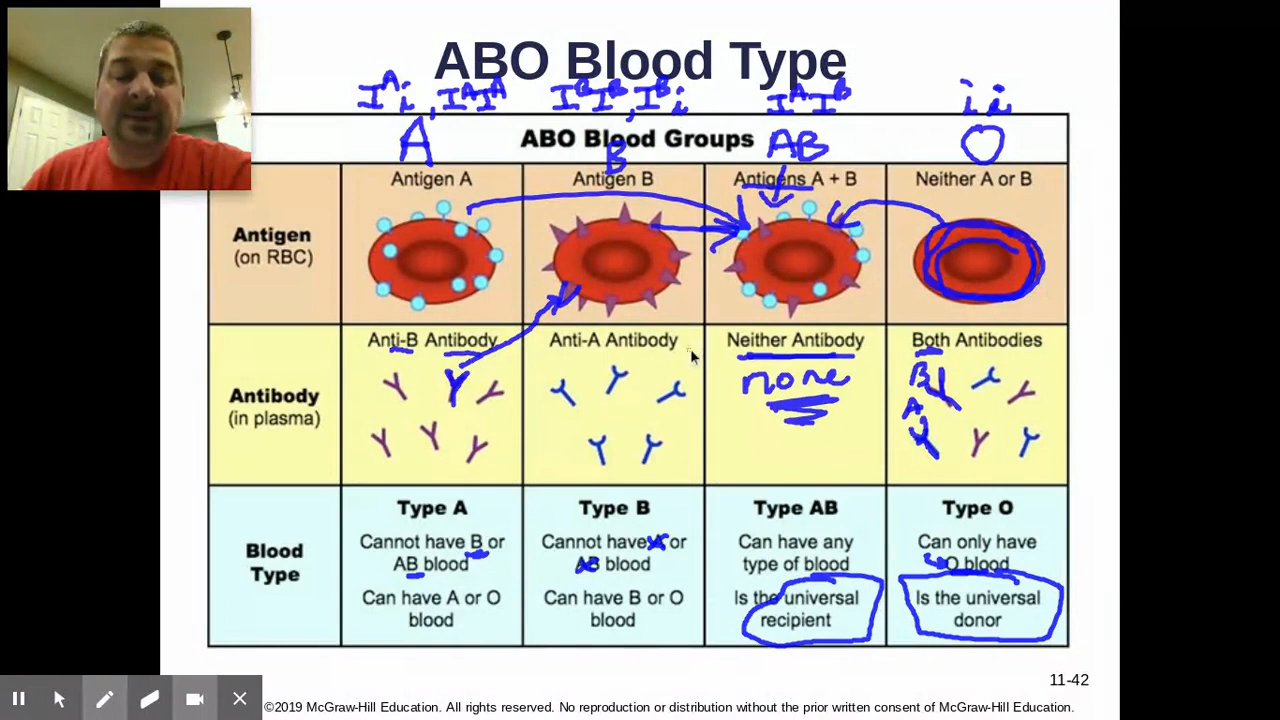 ABO Blood Type
I^A i, I^A I^A
I^B I^B, I^B i
I^A I^B
i i
ABO Blood Groups
A
B
AB
O
Antigen
(on RBC)
Antigen A
Antigen B
Antigens A + B
Neither A or B
Antibody
(in plasma)
Anti-B Antibody
Anti-A Antibody
Neither Antibody
none
Both Antibodies
B
A
Blood
Type
Type A
Cannot have B or
AB blood
Can have A or O
blood
Type B
Cannot have A or
AB blood
Can have B or O
blood
Type AB
Can have any
type of blood
Is the universal
recipient
Type O
Can only have
O blood
Is the universal
donor
11-42
©2019 McGraw-Hill Education. All rights reserved. No reproduction or distribution without the prior written consent of McGraw-Hill Education.